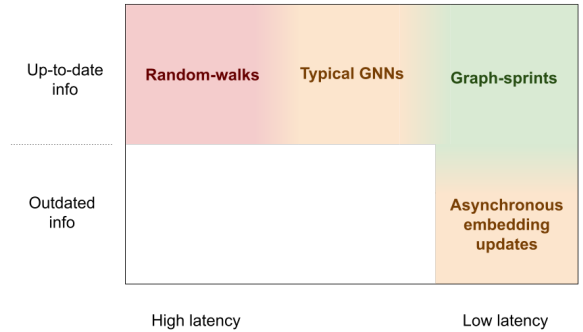 Up-to-date
info
Random-walks
Typical GNNs
Graph-sprints
Outdated
info
Asynchronous
embedding
updates
High latency
Low latency